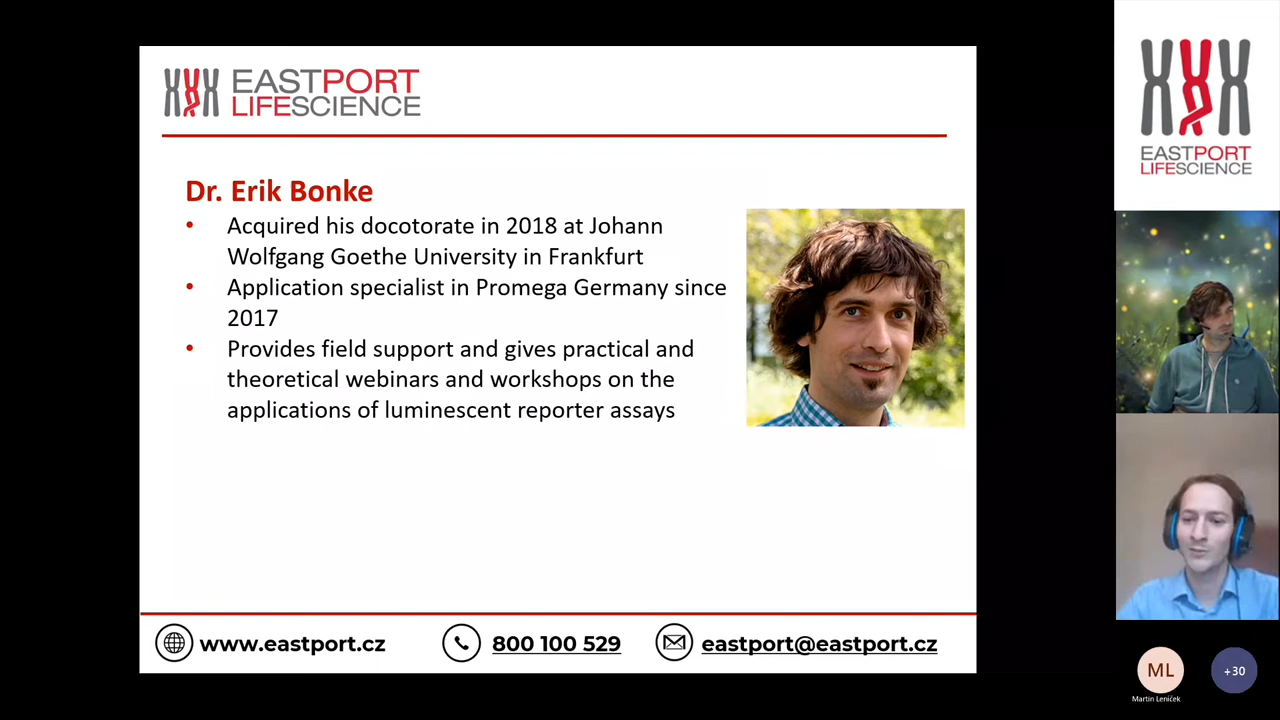 EASTPORT
LIFESCIENCE
Dr. Erik Bonke
• Acquired his docotorate in 2018 at Johann
Wolfgang Goethe University in Frankfurt
• Application specialist in Promega Germany since
2017
• Provides field support and gives practical and
theoretical webinars and workshops on the
applications of luminescent reporter assays
www.eastport.cz
800 100 529
eastport@eastport.cz
EASTPORT
LIFESCIENCE
ML
+30
Martin Leníček